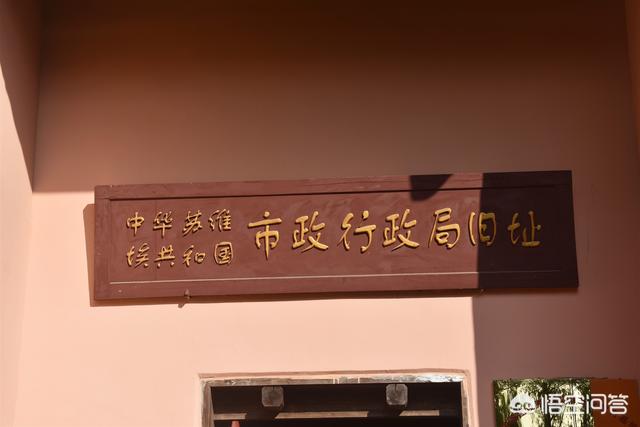 中华苏维
埃共和国
市政行政局旧址
悟空问答